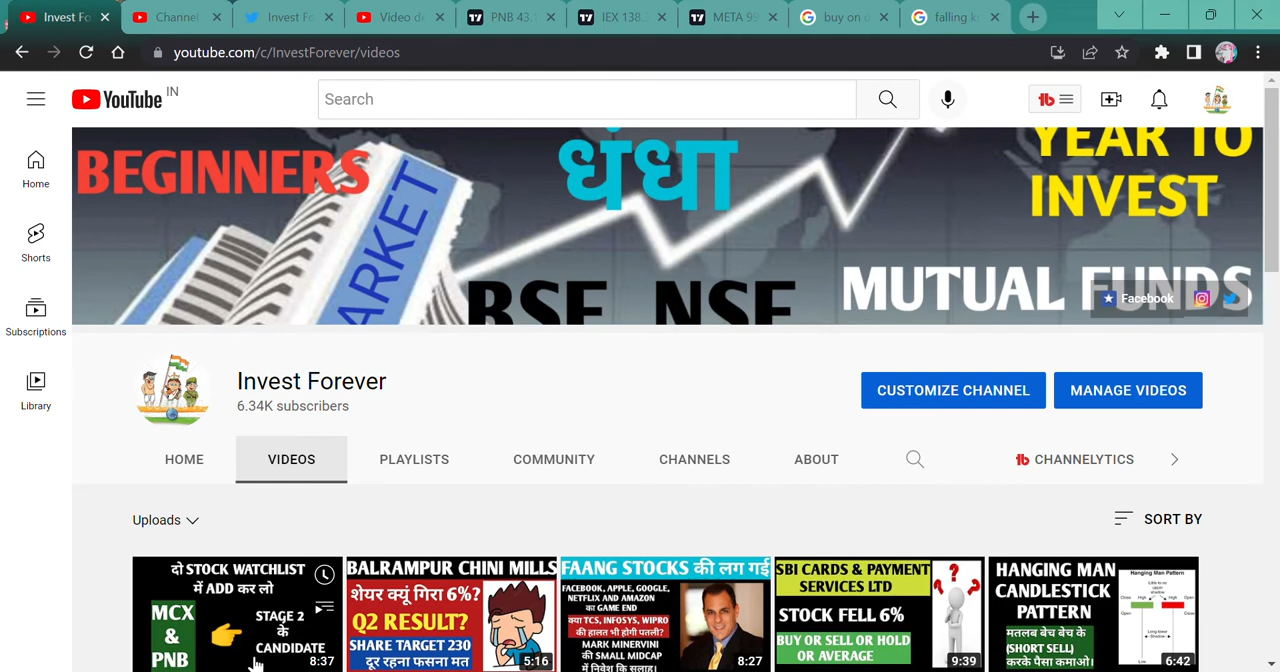 Invest Fo
Channel
Invest Fo
Video de
PNB 43.
IEX 138.
META 99
buy on d
falling k
youtube.com/c/InvestForever/videos
YouTube IN
Search
BEGINNERS
MARKET
धंधा
BSE NSE
YEAR TO
INVEST
MUTUAL FUNDS
Facebook
Home
Shorts
Subscriptions
Library
Invest Forever
6.34K subscribers
CUSTOMIZE CHANNEL
MANAGE VIDEOS
HOME VIDEOS PLAYLISTS COMMUNITY CHANNELS ABOUT CHANNELYTICS
Uploads
SORT BY
दो STOCK WATCHLIST
में ADD कर लो
MCX
&
PNB
STAGE 2
के
CANDIDATE
8:37
BALRAMPUR CHINI MILLS
शेयर क्यूं गिरा 6%?
Q2 RESULT?
SHARE TARGET 230
दूर रहना फसना मत
5:16
FAANG STOCKS की लग गई
FACEBOOK, APPLE, GOOGLE,
NETFLIX AND AMAZON
का GAME END
क्या TCS, INFOSYS, WIPRO
की हालत भी होगी पतली?
MARK MINERVINI
की SMALL MIDCAP
में निवेश कि सलाह।
8:27
SBI CARDS & PAYMENT
SERVICES LTD
STOCK FELL 6%
BUY OR SELL OR HOLD
OR AVERAGE
9:39
HANGING MAN
CANDLESTICK
PATTERN
मतलब बेच बेच के
(SHORT SELL)
करके पैसा कमाओ।
Hanging Man Pattern
6:42